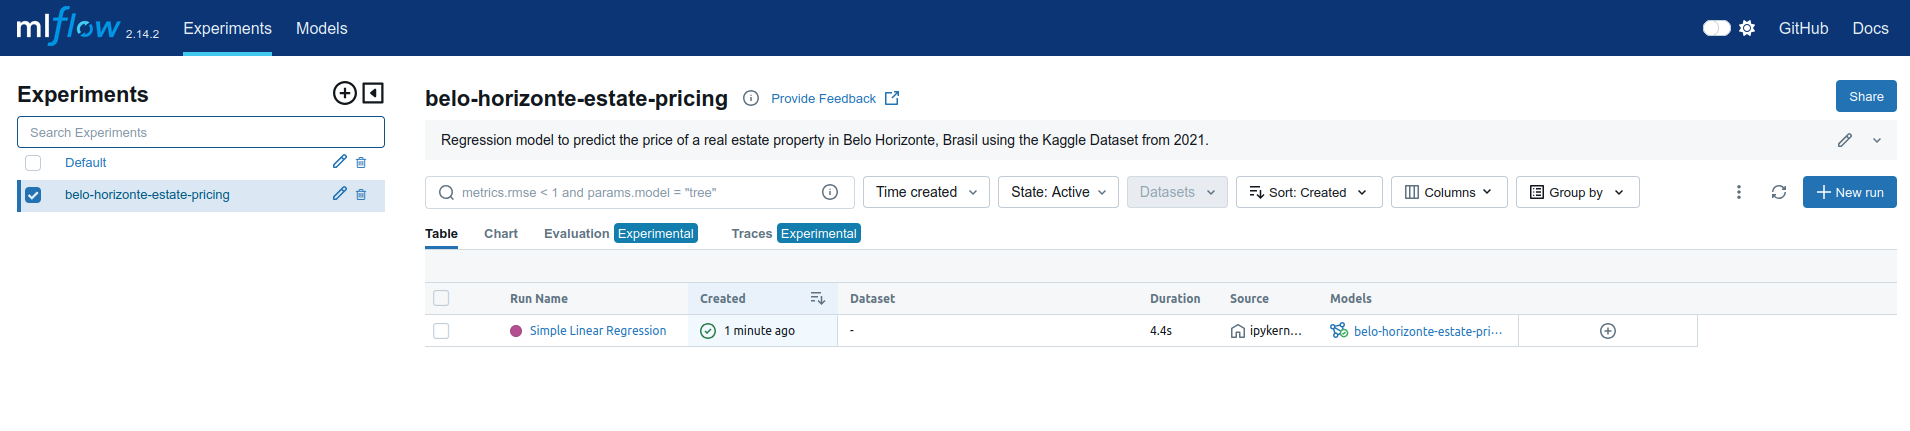 mlflow 2.14.2 Experiments Models GitHub Docs
Experiments
Search Experiments
Default
belo-horizonte-estate-pricing
belo-horizonte-estate-pricing Provide Feedback Share
Regression model to predict the price of a real estate property in Belo Horizonte, Brasil using the Kaggle Dataset from 2021.
metrics.rmse < 1 and params.model = "tree" Time created State: Active Datasets Sort: Created Columns Group by New run
Table Chart Evaluation Experimental Traces Experimental
Run Name Created Dataset Duration Source Models
Simple Linear Regression 1 minute ago - 4.4s ipykern... belo-horizonte-estate-pri...